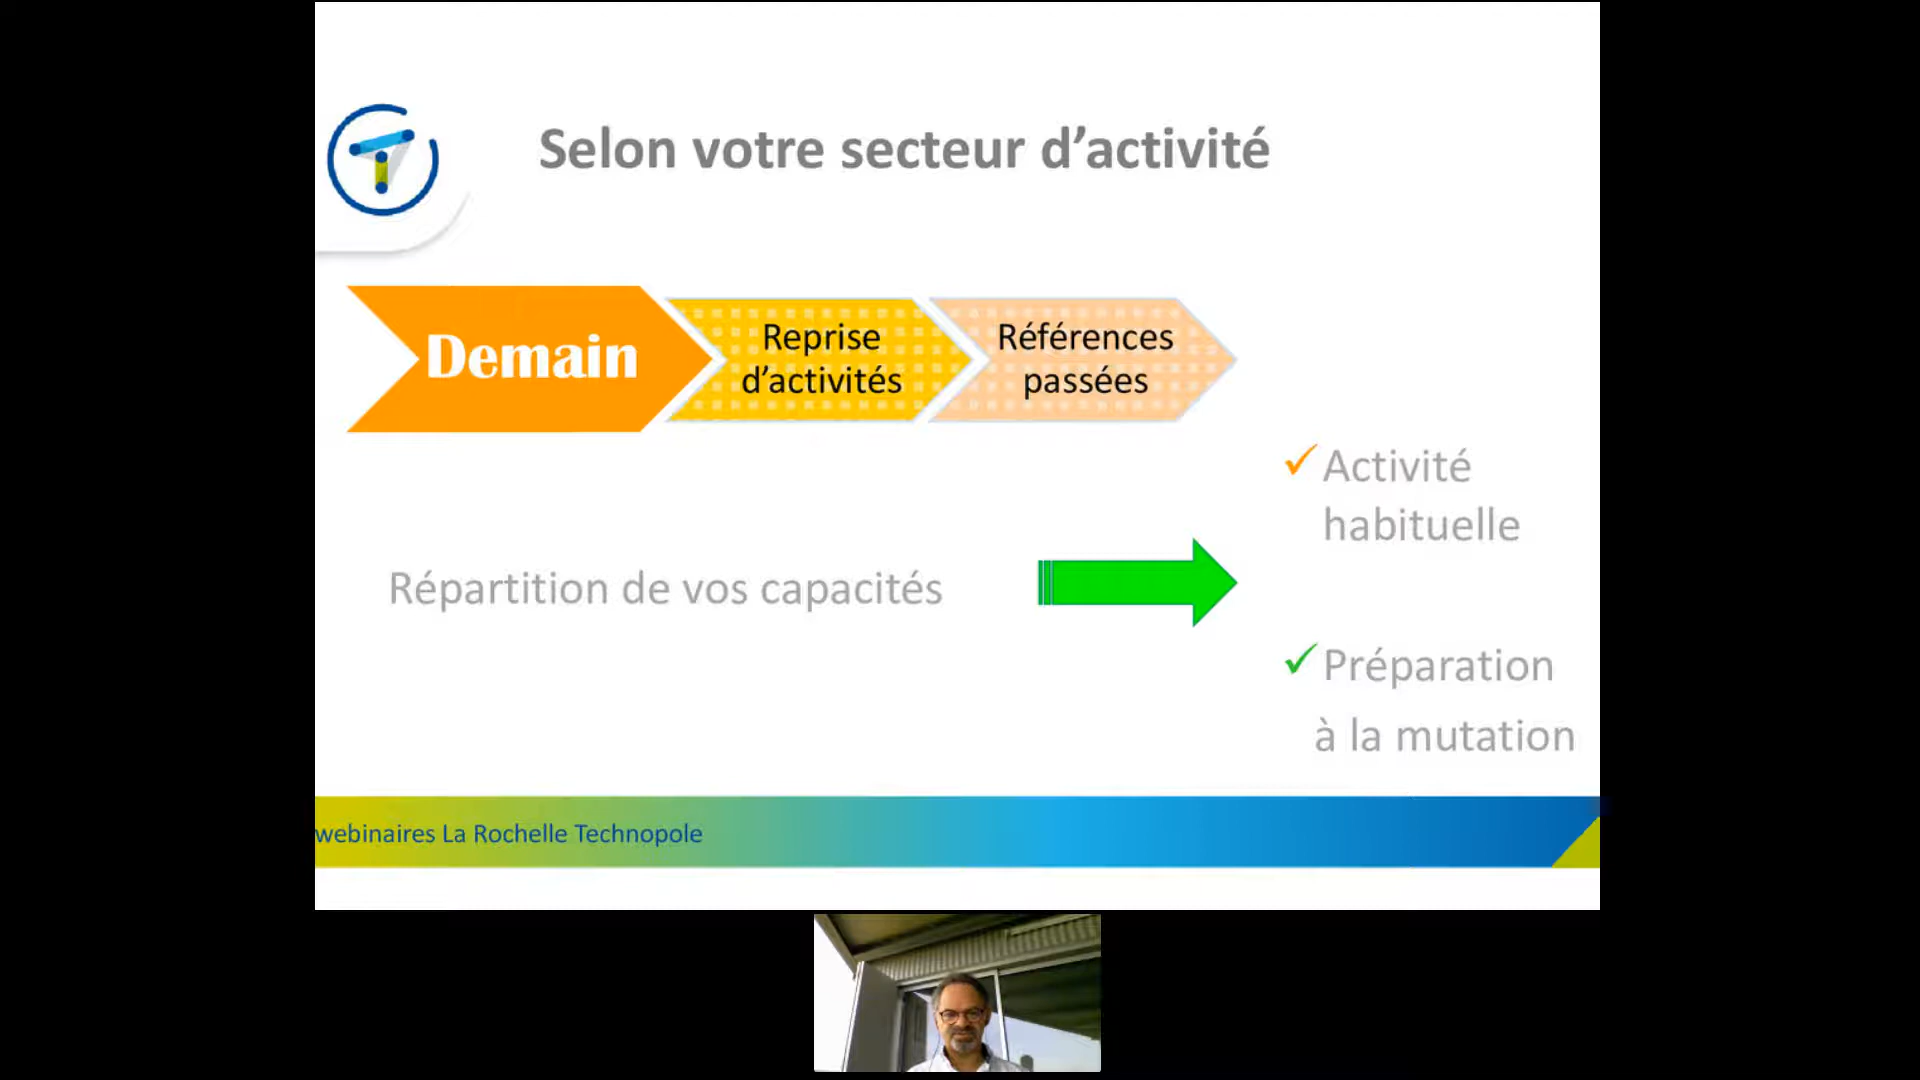 Selon votre secteur d’activité
Demain
Reprise
d’activités
Références
passées
Répartition de vos capacités
Activité
habituelle
Préparation
à la mutation
webinaires La Rochelle Technopole